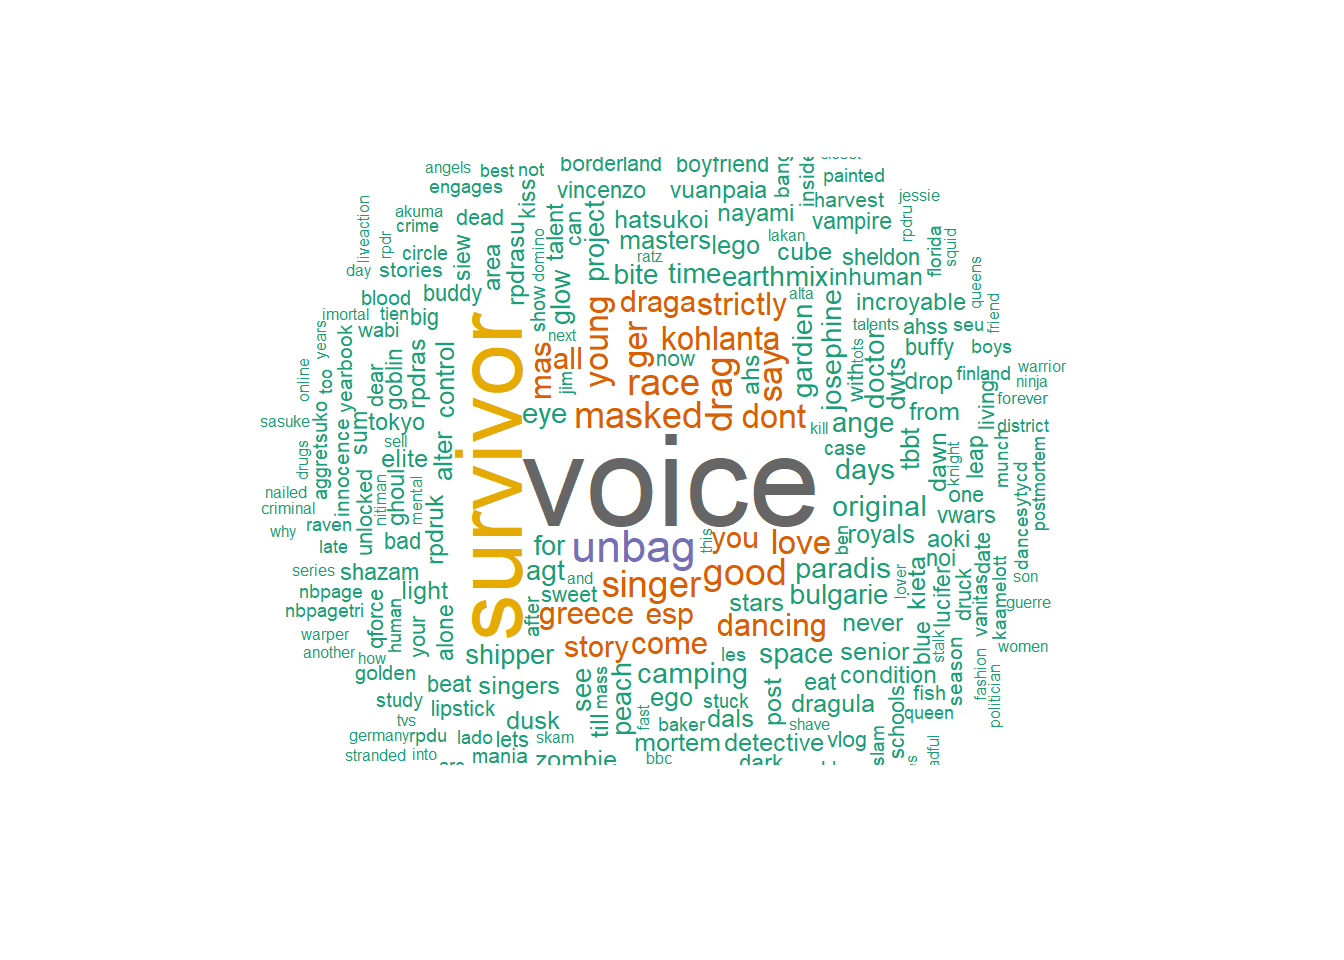 angels
best
not
borderland
boyfriend
bang
inside
painted
engages
kiss
vincenzo
vuanpaia
harvest
jessie
liveaction
akuma
crime
dead
talent
can
project
hatsukoi
nayami
vampire
rpdru
rpdr
circle
siew
area
rpdrasu
domino
masters
lego
lakan
cube
sheldon
florida
squid
day
stories
ratz
bite
time
earthmix
inhuman
queens
blood
buddy
show
glow
draga
strictly
alta
incroyable
friend
imortal
tien
big
next
young
ger
kohlanta
josephine
talents
ahss
seu
years
wabi
mas
all
now
drag
say
gardien
with
tots
doctor
buffy
boys
online
too
yearbook
dear
goblin
rpdras
control
survivor
jim
race
ahs
dwts
drop
finland
warrior
ninja
forever
sasuke
aggretsuko
innocence
sum
tokyo
eye
masked
dont
kill
ange
from
living
district
drugs
sell
elite
alter
voice
case
tbbt
dawn
knight
leap
munch
nailed
unlocked
ghoul
nitiman
mental
days
one
dancesytycd
postmortem
criminal
original
vwars
why
raven
rpdruk
late
bad
for
unbag
this
you
love
ben
royals
aoki
noi
date
series
shazam
agt
and
singer
good
paradis
lover
kieta
lucifer
druck
vanitas
kaamelott
son
nbpage
light
sweet
stars
bulgarie
guerre
nbpagetri
qforce
human
your
alone
after
greece
esp
dancing
never
blue
stalk
warper
another
how
shipper
story
come
les
space
senior
season
women
golden
see
mass
camping
eat
condition
fashion
politician
beat
singers
till
peach
ego
stuck
post
fish
study
lipstick
fast
dragula
schools
queen
tvs
dusk
baker
dals
shave
germany
rpdu
lado
lets
skam
mortem
detective
vlog
slam
stranded
into
mania
zombie
bbc
dark